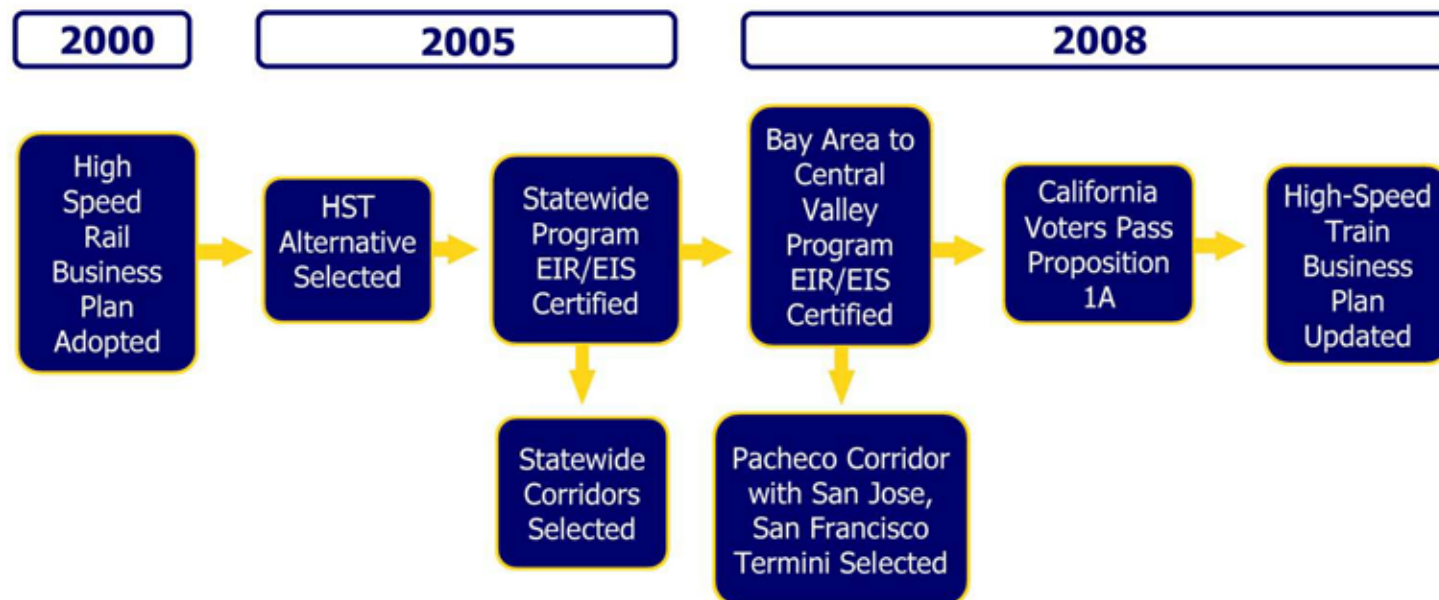 2000
2005
2008
High
Speed
Rail
Business
Plan
Adopted
HST
Alternative
Selected
Statewide
Program
EIR/EIS
Certified
Bay Area to
Central
Valley
Program
EIR/EIS
Certified
California
Voters Pass
Proposition
1A
High-Speed
Train
Business
Plan
Updated
Statewide
Corridors
Selected
Pacheco Corridor
with San Jose,
San Francisco
Termini Selected